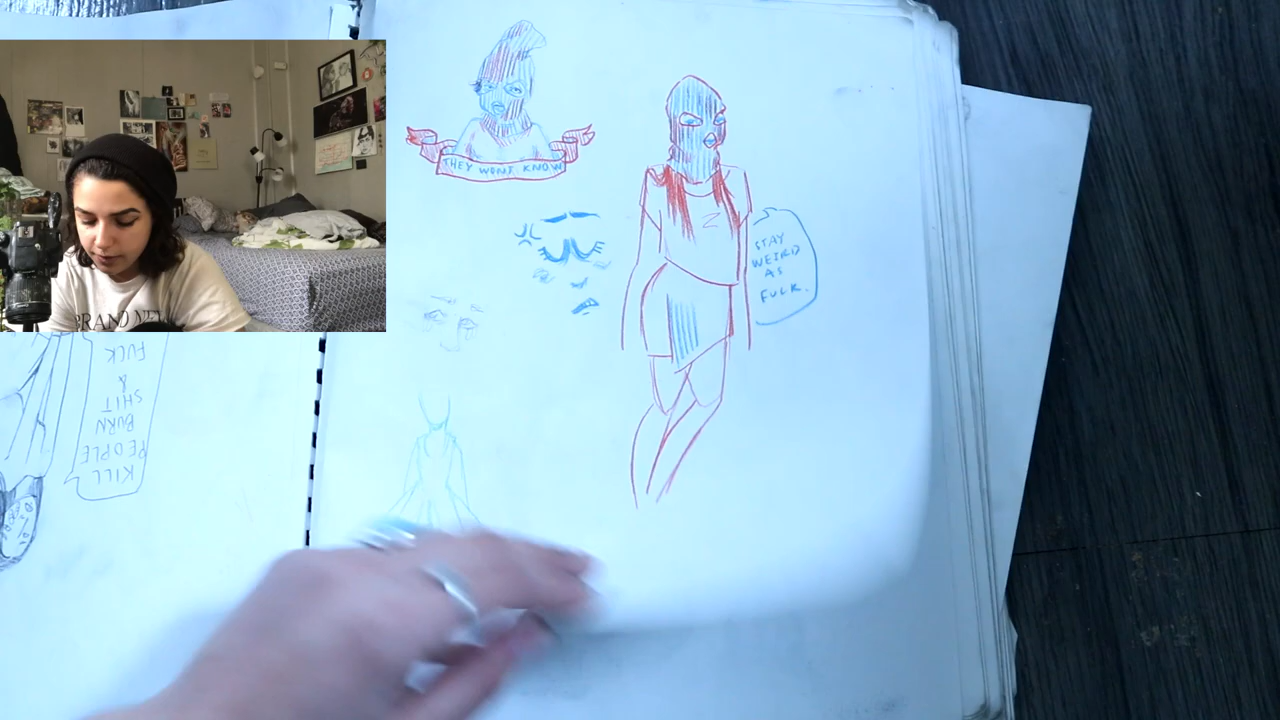 THEY WONT KNOW
STAY
WEIRD
AS
FUCK.
KILL
PEOPLE
BURN
SHIT
&
FUCK